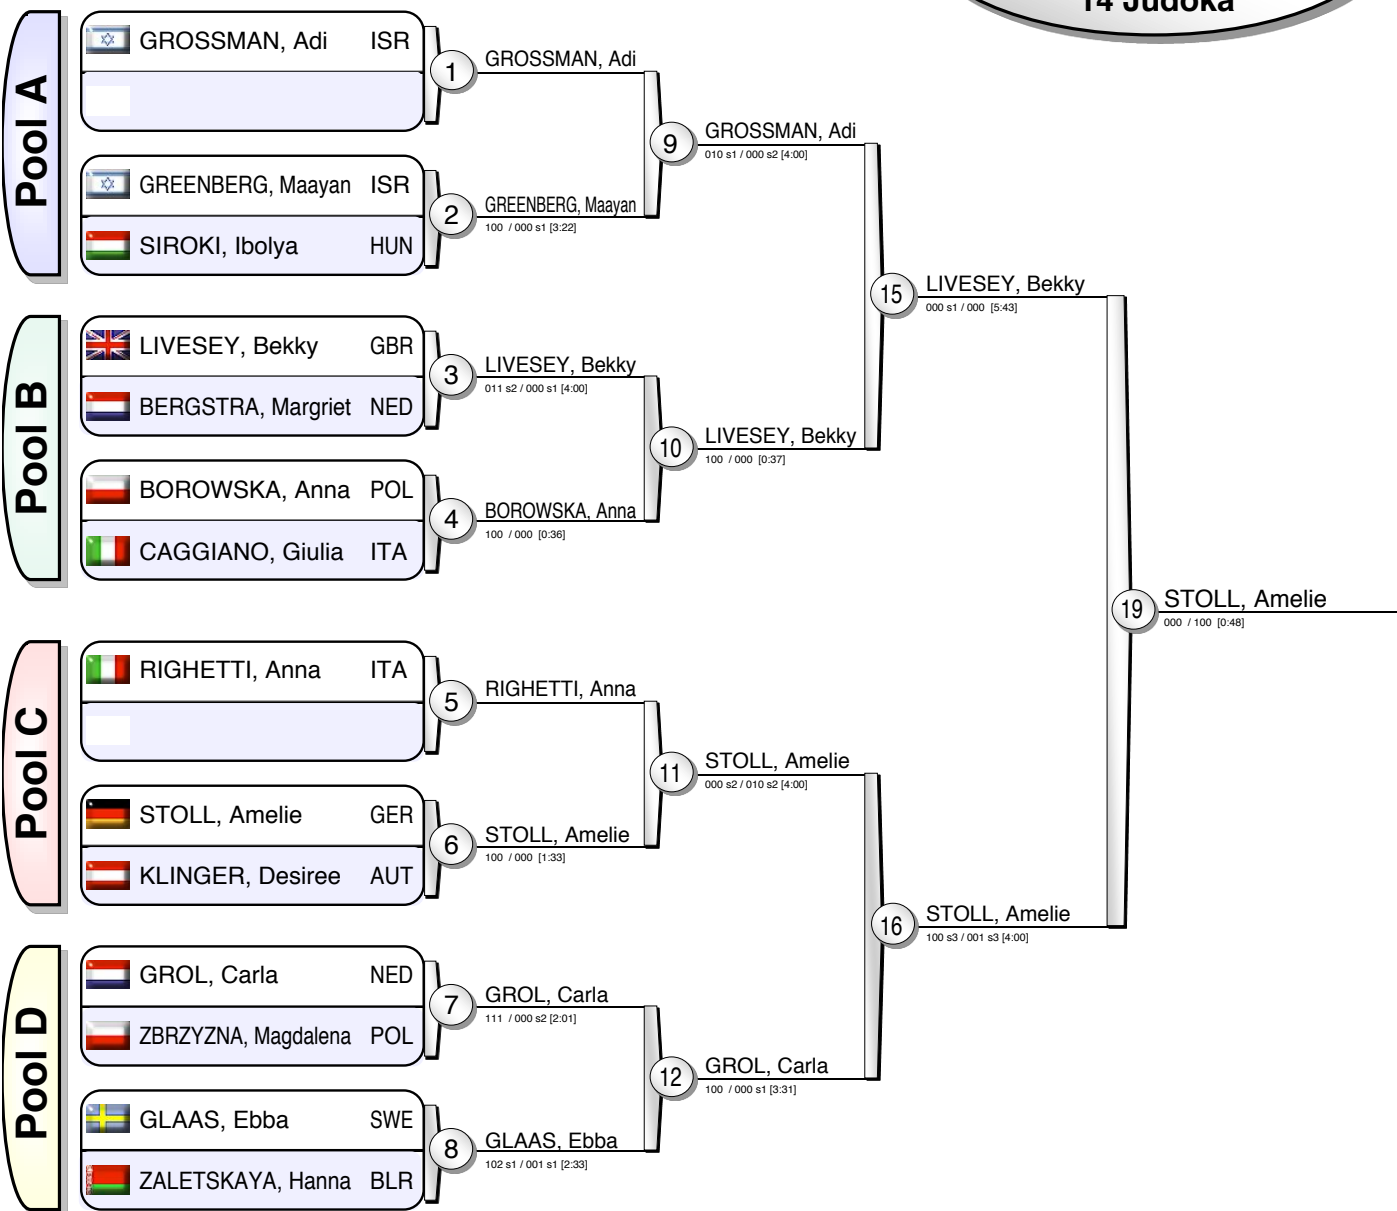 14 Judoka
Pool A
GROSSMAN, Adi ISR
GREENBERG, Maayan ISR
SIROKI, Ibolya HUN
1
GROSSMAN, Adi
2
GREENBERG, Maayan
100 / 000 s1 [3:22]
9
GROSSMAN, Adi
010 s1 / 000 s2 [4:00]
Pool B
LIVESEY, Bekky GBR
BERGSTRA, Margriet NED
BOROWSKA, Anna POL
CAGGIANO, Giulia ITA
3
LIVESEY, Bekky
011 s2 / 000 s1 [4:00]
4
BOROWSKA, Anna
100 / 000 [0:36]
10
LIVESEY, Bekky
100 / 000 [0:37]
15
LIVESEY, Bekky
000 s1 / 000 [5:43]
Pool C
RIGHETTI, Anna ITA
STOLL, Amelie GER
KLINGER, Desiree AUT
5
RIGHETTI, Anna
6
STOLL, Amelie
100 / 000 [1:33]
11
STOLL, Amelie
000 s2 / 010 s2 [4:00]
Pool D
GROL, Carla NED
ZBRZYZNA, Magdalena POL
GLAAS, Ebba SWE
ZALETSKAYA, Hanna BLR
7
GROL, Carla
111 / 000 s2 [2:01]
8
GLAAS, Ebba
102 s1 / 001 s1 [2:33]
12
GROL, Carla
100 / 000 s1 [3:31]
16
STOLL, Amelie
100 s3 / 001 s3 [4:00]
19
STOLL, Amelie
000 / 100 [0:48]